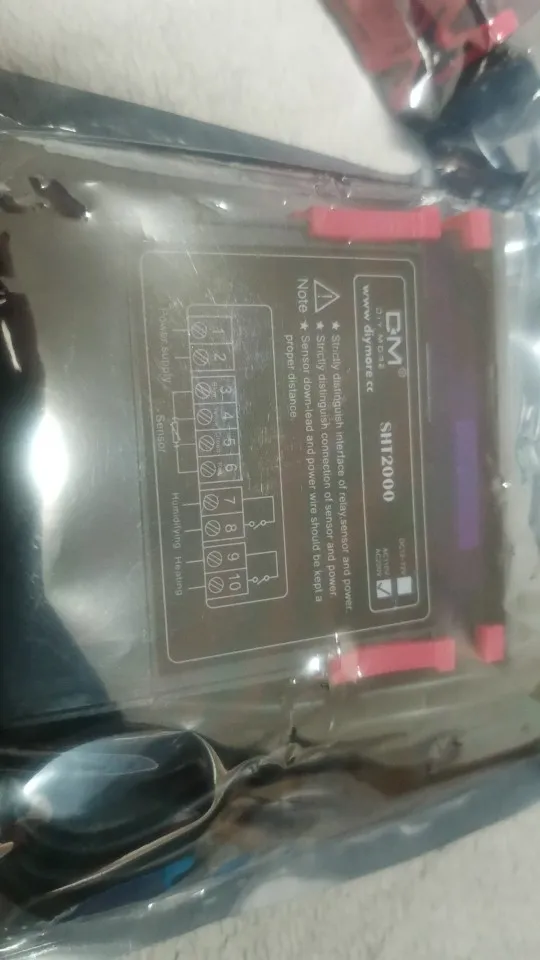 DM®
DIY MORE
www diymore cc
SHT2000
AC110V
AC220V
★ Strictly distinguish interface of relay,sensor and power.
★ Strictly distinguish connection of sensor and power.
Note ★ Sensor down-lead and power wire should be kept a
proper distance.
1 2 3 4 5 6 7 8 9 10
Power supply Sensor Humidifying Heating